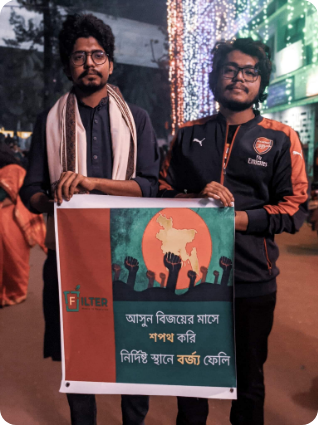 Fly
Emirates
FILTER
আসুন বিজয়ের মাসে
শপথ করি
নির্দিষ্ট স্থানে বর্জ্য ফেলি